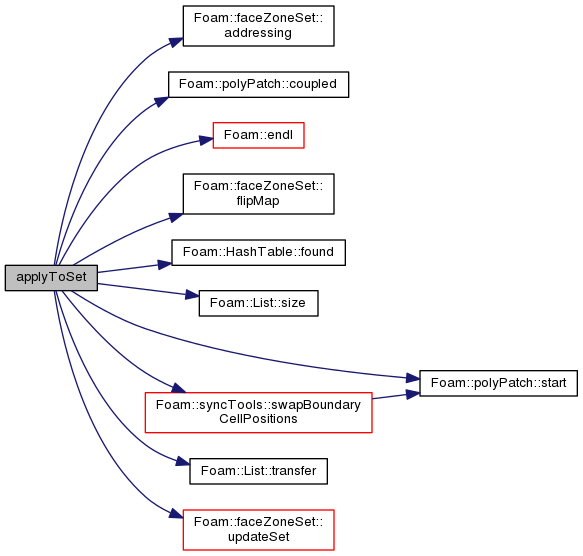 Foam::faceZoneSet::
addressing
Foam::polyPatch::coupled
Foam::endl
Foam::faceZoneSet::
flipMap
Foam::HashTable::found
applyToSet
Foam::List::size
Foam::polyPatch::start
Foam::syncTools::swapBoundary
CellPositions
Foam::List::transfer
Foam::faceZoneSet::
updateSet